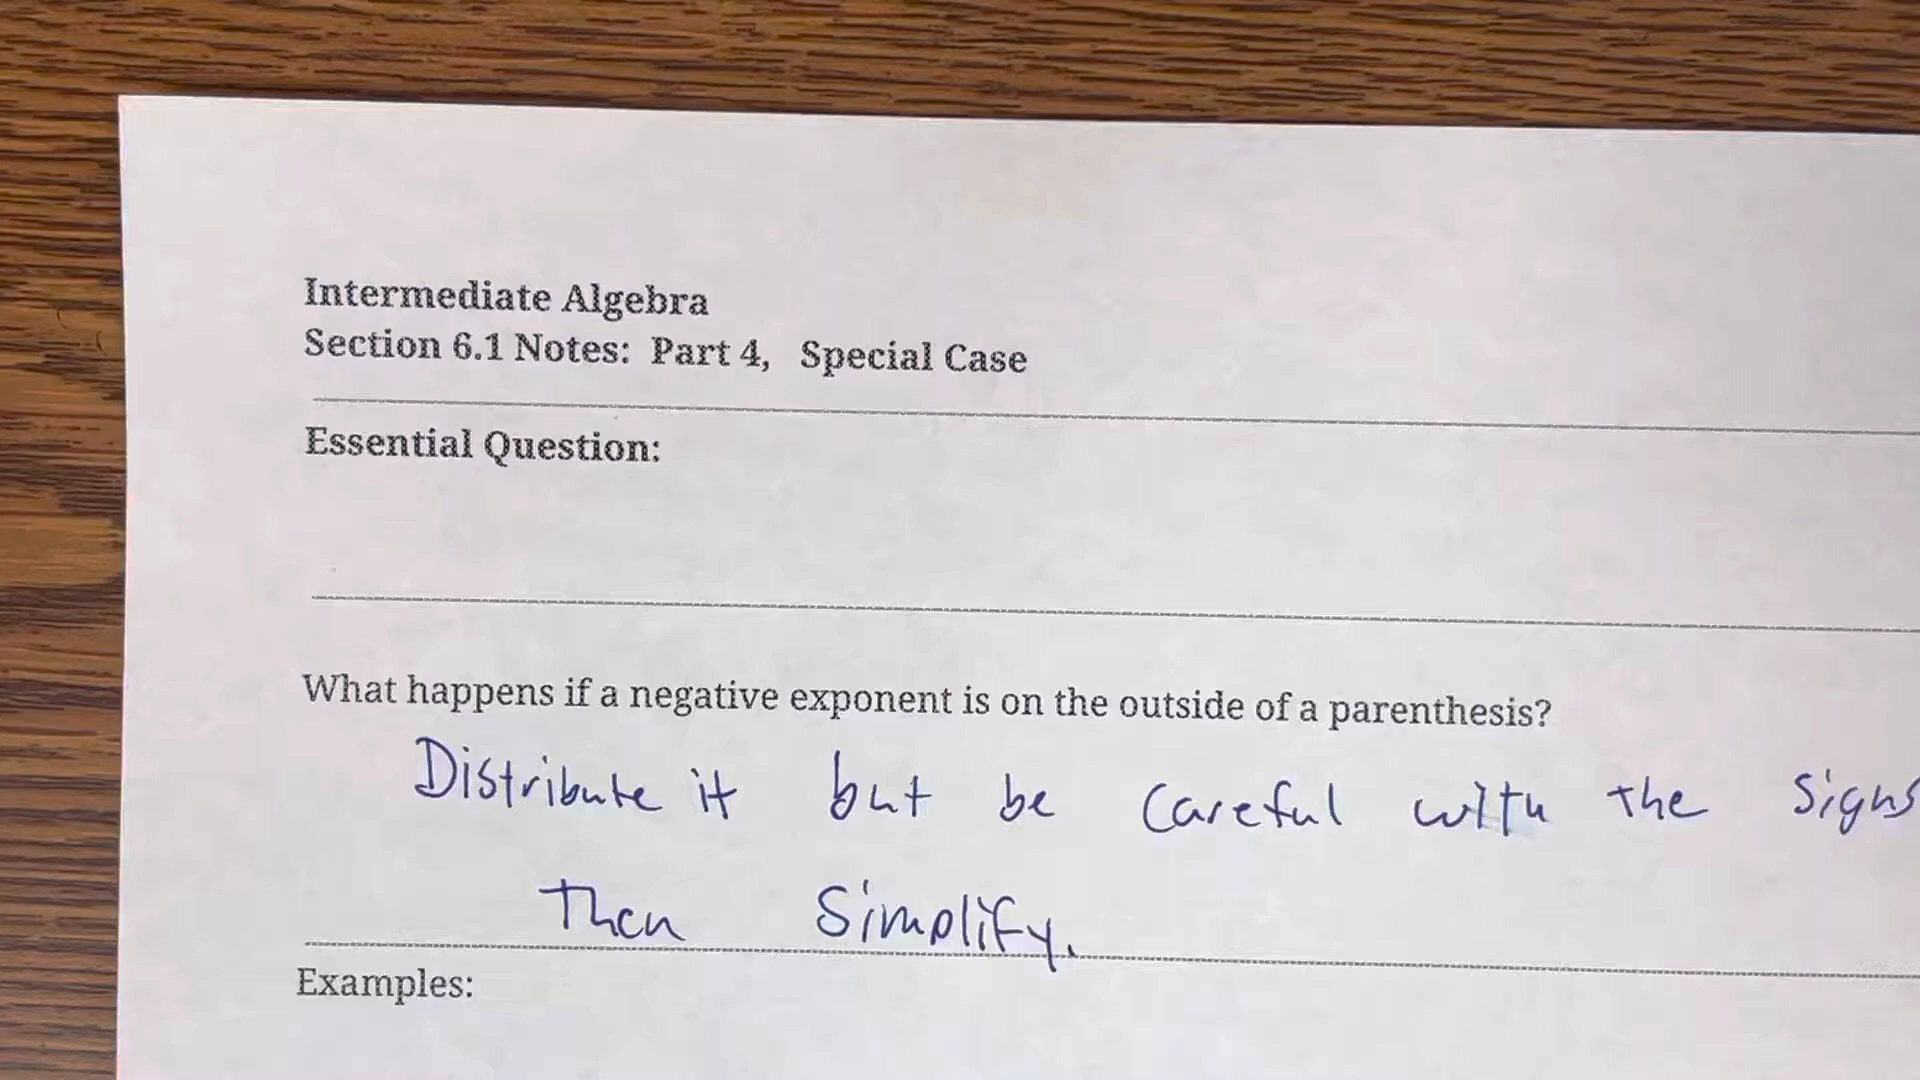 Intermediate Algebra
Section 6.1 Notes: Part 4, Special Case
Essential Question:
What happens if a negative exponent is on the outside of a parenthesis?
Distribute it but be careful with the signs
Then Simplify.
Examples: